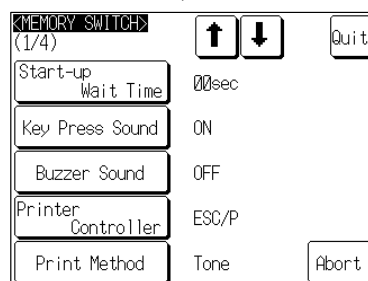 <MEMORY SWITCH>
(1/4)
Quit
Start-up
Wait Time
00sec
Key Press Sound
ON
Buzzer Sound
OFF
Printer
Controller
ESC/P
Print Method
Tone
Abort